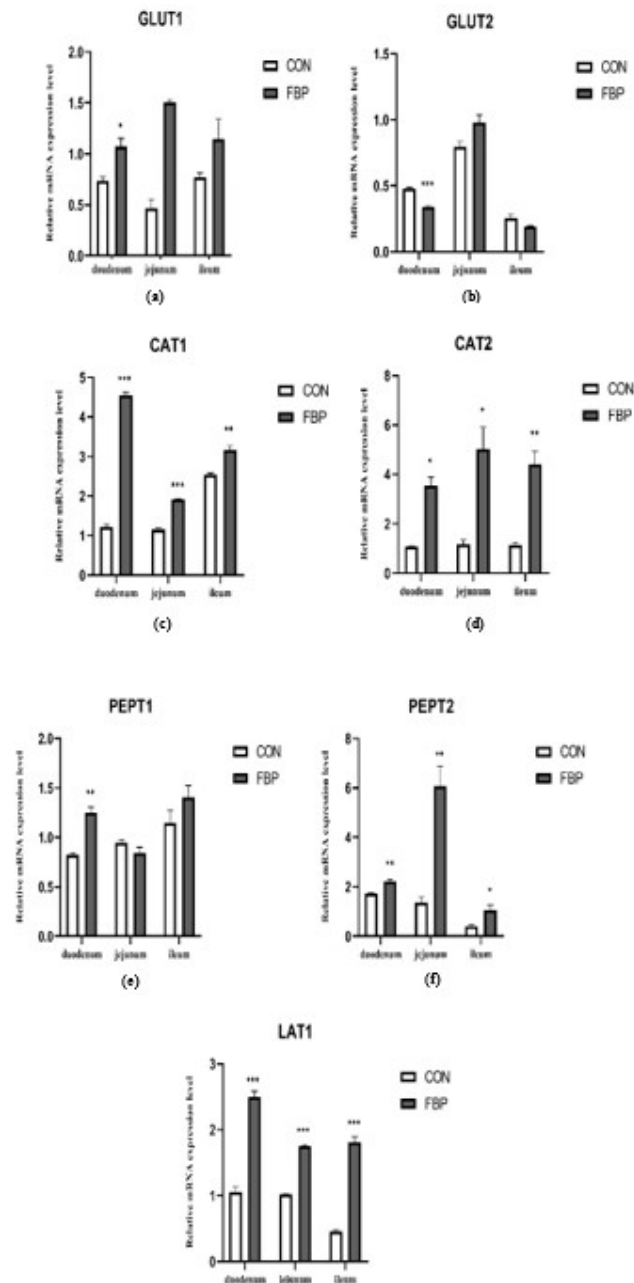 GLUT1
GLUT2
Relative mRNA expression level
2.0
1.5
1.0
0.5
0.0
CON
FBP
*
duodenum jejunum ileum
(a)
Relative mRNA expression level
1.5
1.0
0.5
0.0
CON
FBP
***
duodenum jejunum ileum
(b)
CAT1
CAT2
Relative mRNA expression level
5
4
3
2
1
0
CON
FBP
***
***
**
duodenum jejunum ileum
(c)
Relative mRNA expression level
8
6
4
2
0
CON
FBP
*
*
**
duodenum jejunum ileum
(d)
PEPT1
PEPT2
Relative mRNA expression level
2.0
1.5
1.0
0.5
0.0
CON
FBP
**
duodenum jejunum ileum
(e)
Relative mRNA expression level
8
6
4
2
0
CON
FBP
**
**
*
duodenum jejunum ileum
(f)
LAT1
Relative mRNA expression level
3
2
1
0
CON
FBP
***
***
***
duodenum jejunum ileum